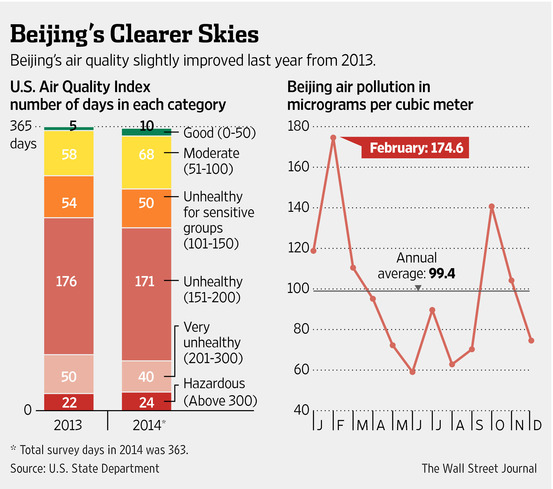 Beijing's Clearer Skies
Beijing's air quality slightly improved last year from 2013.
U.S. Air Quality Index
number of days in each category
365
days
5
10
Good (0-50)
58
68
Moderate
(51-100)
54
50
Unhealthy
for sensitive
groups
(101-150)
176
171
Unhealthy
(151-200)
50
40
Very
unhealthy
(201-300)
22
24
Hazardous
(Above 300)
0
2013
2014*
* Total survey days in 2014 was 363.
Source: U.S. State Department
Beijing air pollution in
micrograms per cubic meter
180
160
140
120
100
80
60
40
February: 174.6
Annual
average: 99.4
J F M A M J J A S O N D
The Wall Street Journal